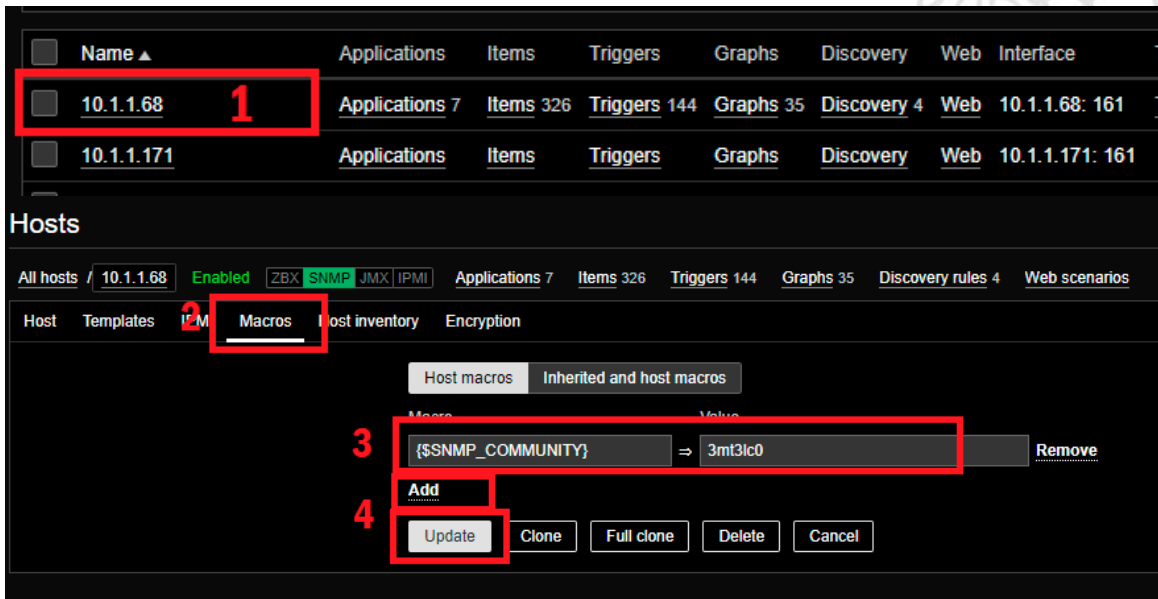 Name ▲ Applications Items Triggers Graphs Discovery Web Interface
10.1.1.68 1 Applications 7 Items 326 Triggers 144 Graphs 35 Discovery 4 Web 10.1.1.68: 161
10.1.1.171 Applications Items Triggers Graphs Discovery Web 10.1.1.171: 161
Hosts
All hosts / 10.1.1.68 Enabled ZBX SNMP JMX IPMI Applications 7 Items 326 Triggers 144 Graphs 35 Discovery rules 4 Web scenarios
Host Templates 2 Macros Host inventory Encryption
Host macros Inherited and host macros
Macro Value
3 {$SNMP_COMMUNITY} ⇒ 3mt3lc0 Remove
Add
4 Update Clone Full clone Delete Cancel